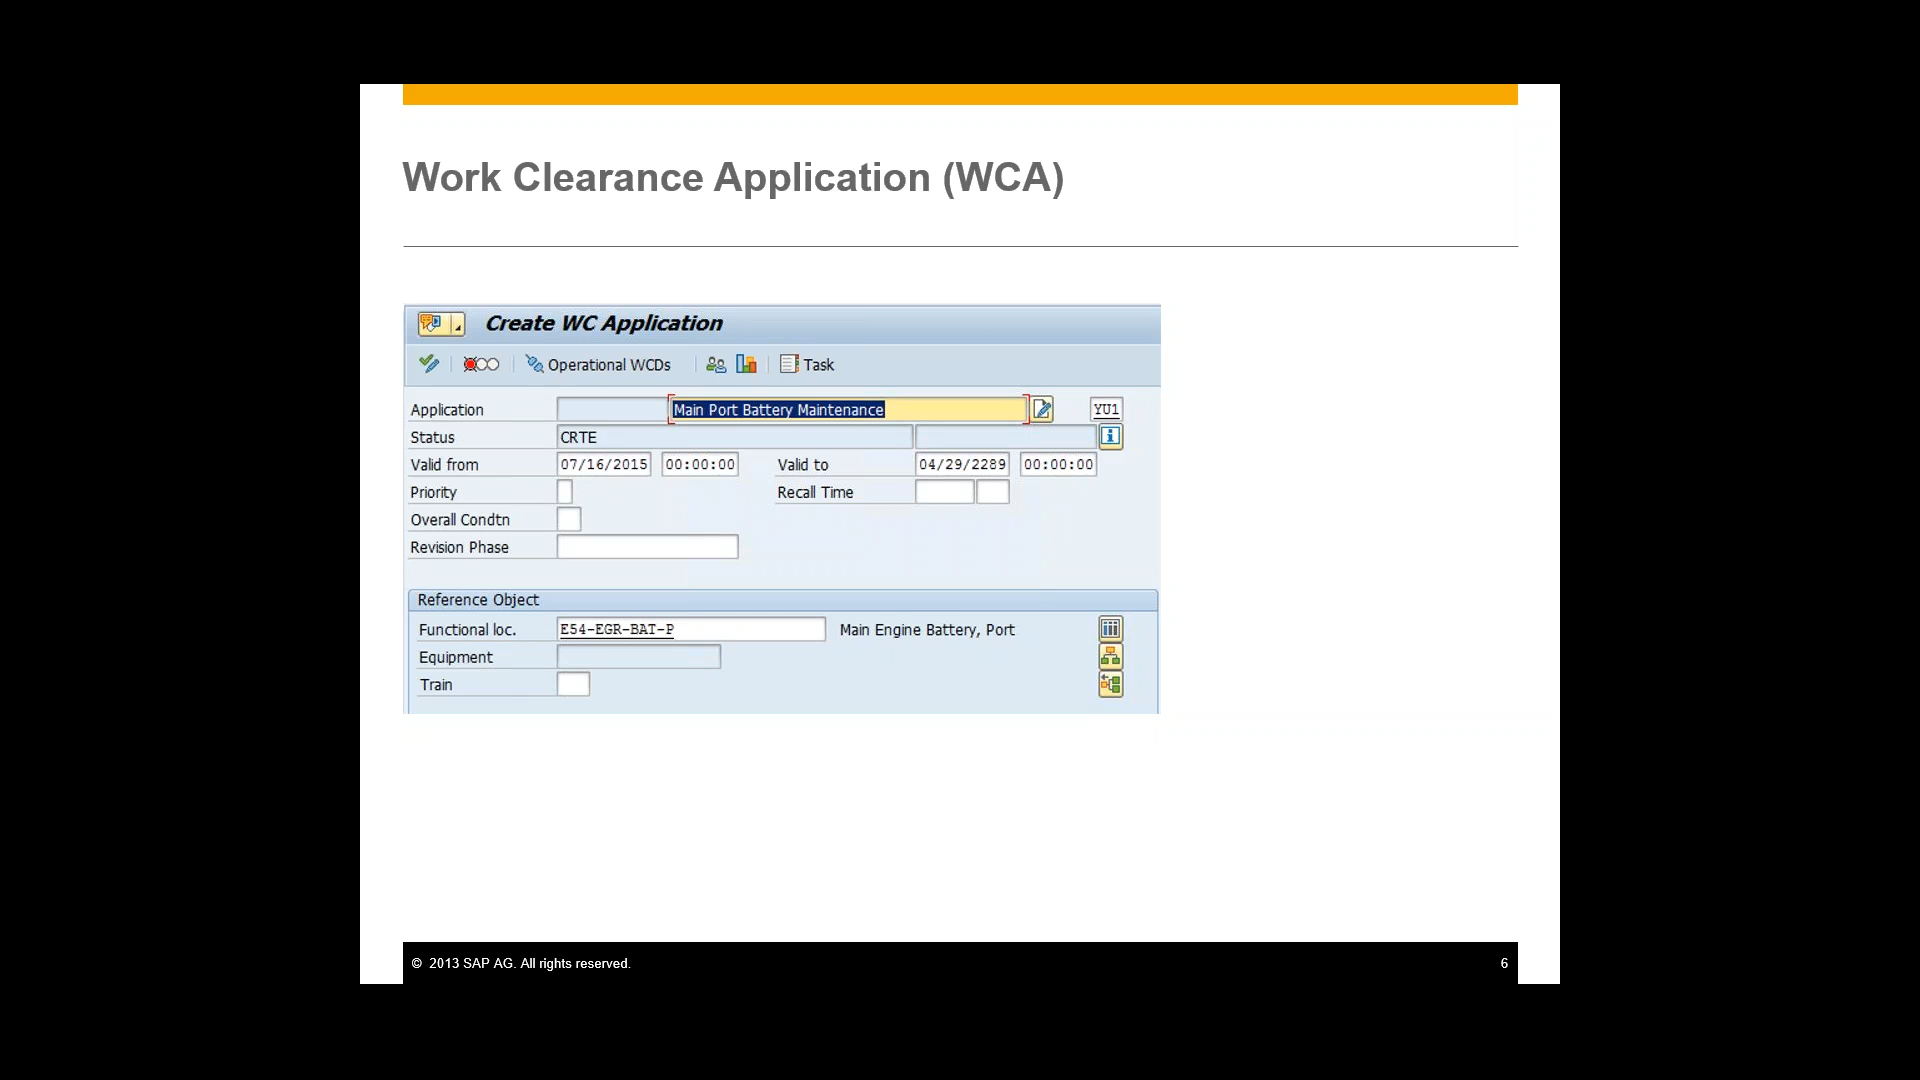 Work Clearance Application (WCA)
Create WC Application
Operational WCDs Task
Application Main Port Battery Maintenance YU1
Status CRTE
Valid from 07/16/2015 00:00:00 Valid to 04/29/2289 00:00:00
Priority Recall Time
Overall Condtn
Revision Phase
Reference Object
Functional loc. E54-EGR-BAT-P Main Engine Battery, Port
Equipment
Train
© 2013 SAP AG. All rights reserved. 6